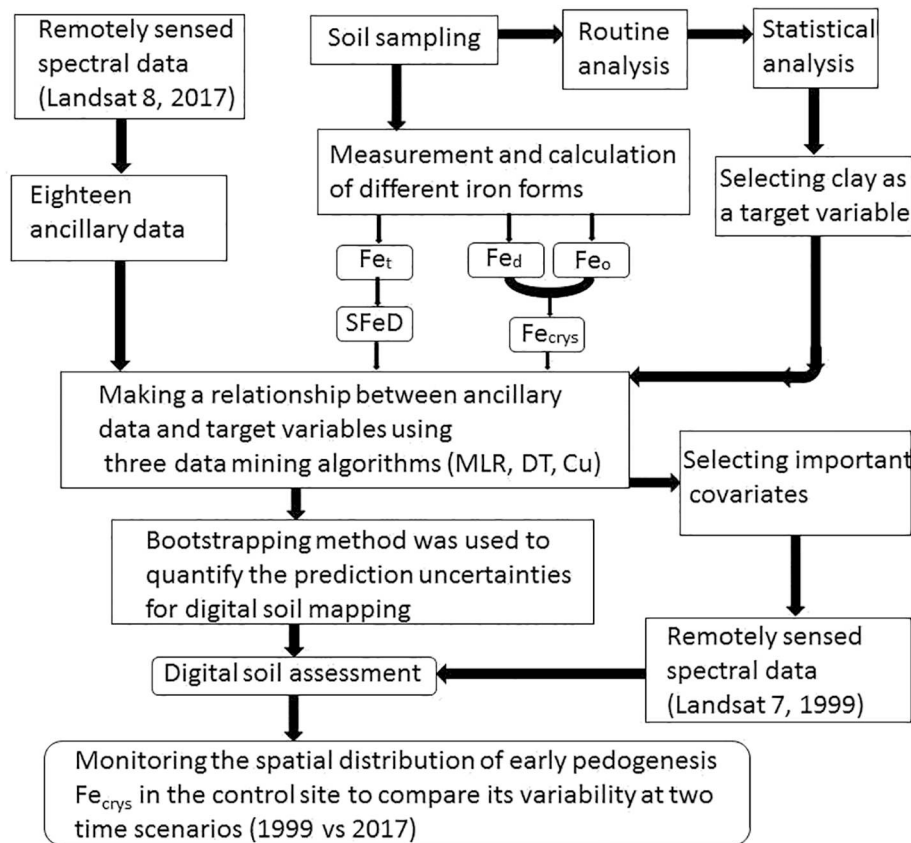 Remotely sensed
spectral data
(Landsat 8, 2017)
Soil sampling
Routine
analysis
Statistical
analysis
Eighteen
ancillary data
Measurement and calculation
of different iron forms
Selecting clay as
a target variable
Fet
Fed
Feo
SFeD
Fecrys
Making a relationship between ancillary
data and target variables using
three data mining algorithms (MLR, DT, Cu)
Selecting important
covariates
Bootstrapping method was used to
quantify the prediction uncertainties
for digital soil mapping
Remotely sensed
spectral data
(Landsat 7, 1999)
Digital soil assessment
Monitoring the spatial distribution of early pedogenesis
Fecrys in the control site to compare its variability at two
time scenarios (1999 vs 2017)